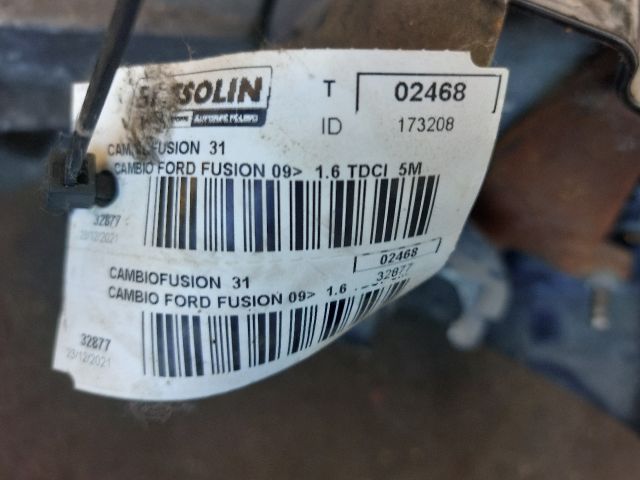 SOLIN
T 02468
ID 173208
FUSION 31
CAMBIO FORD FUSION 09> 1.6 TDCI 5M
32877
23/12/2021
02468
CAMBIOFUSION 31
32877
CAMBIO FORD FUSION 09> 1.6
32877
23/12/2021